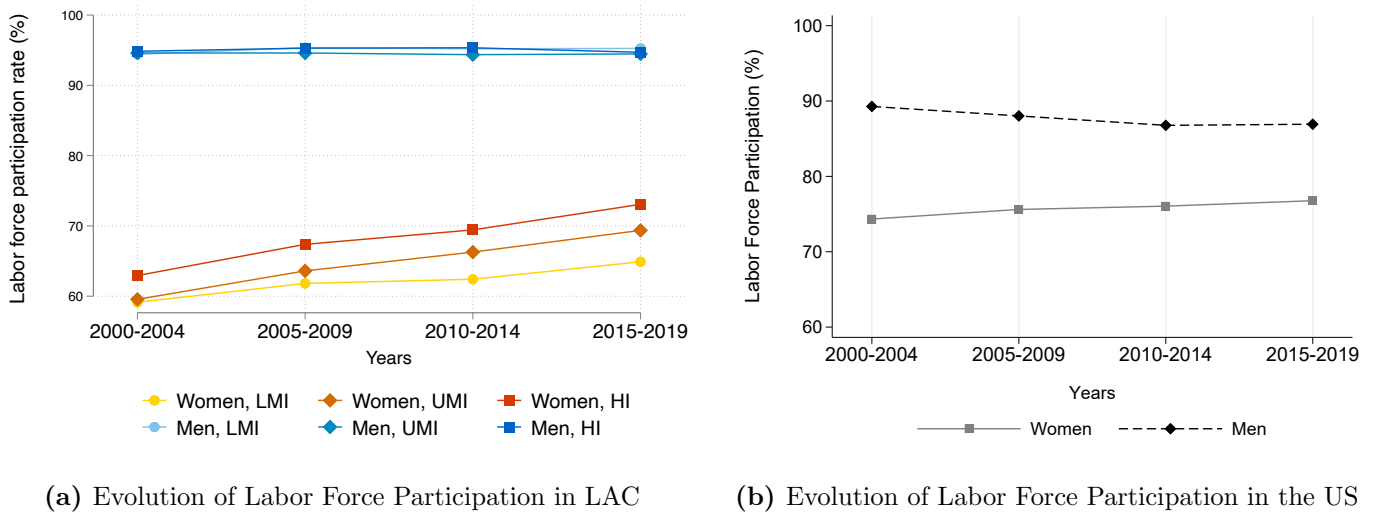 Labor force participation rate (%)
100
90
80
70
60
2000-2004 2005-2009 2010-2014 2015-2019
Years
Women, LMI Women, UMI Women, HI
Men, LMI Men, UMI Men, HI
(a) Evolution of Labor Force Participation in LAC
Labor Force Participation (%)
100
90
80
70
60
2000-2004 2005-2009 2010-2014 2015-2019
Years
Women Men
(b) Evolution of Labor Force Participation in the US